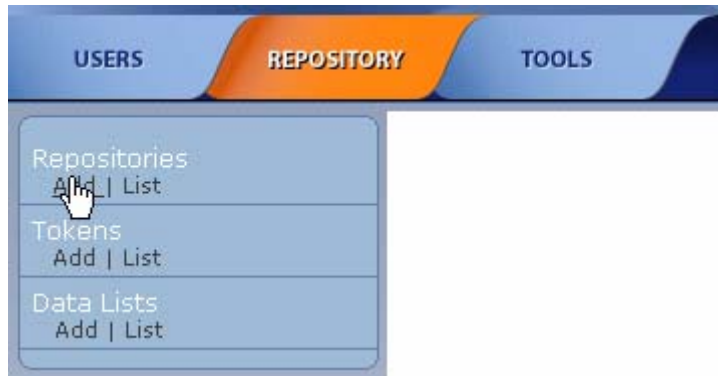 USERS REPOSITORY TOOLS
Repositories
Add | List
Tokens
Add | List
Data Lists
Add | List